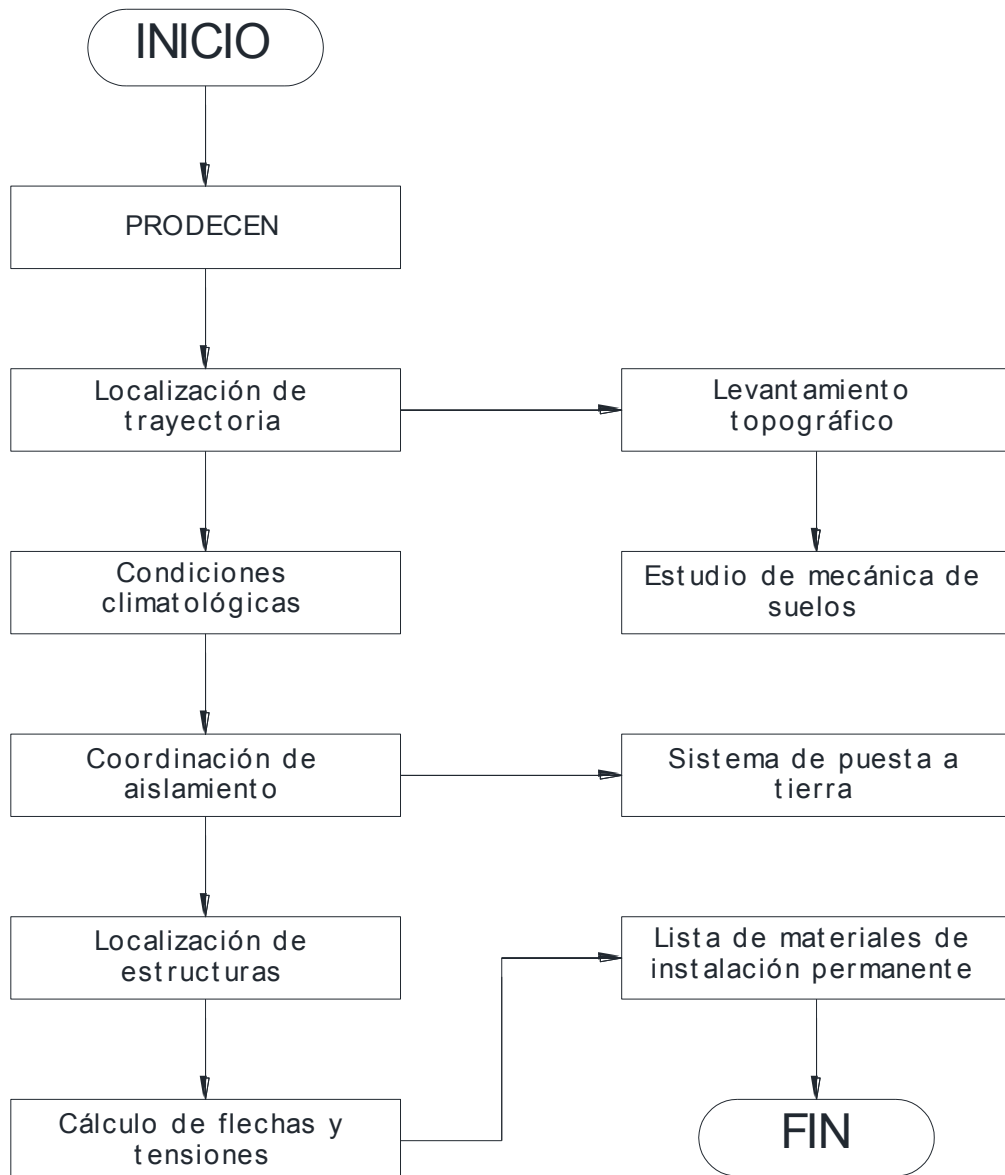 INICIO
PRODECEN
Localización de
trayectoria
Levantamiento
topográfico
Condiciones
climatológicas
Estudio de mecánica de
suelos
Coordinación de
aislamiento
Sistema de puesta a
tierra
Localización de
estructuras
Lista de materiales de
instalación permanente
Cálculo de flechas y
tensiones
FIN